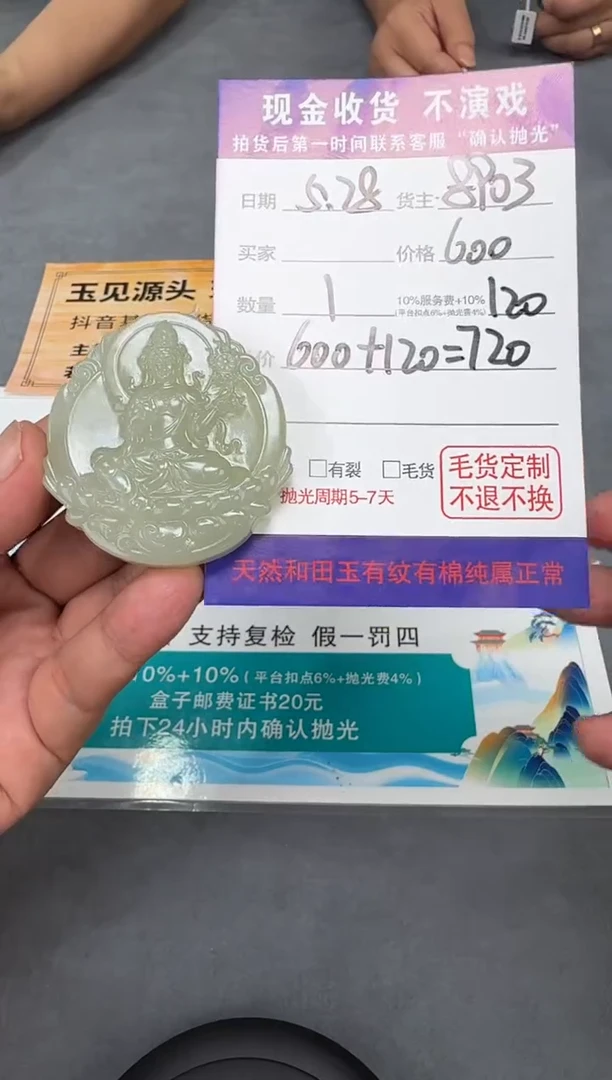 现金收货 不演戏
拍货后第一时间联系客服“确认抛光”
日期 5.28 货主 8903
买家 价格 600
数量 1 10%服务费+10% 120
(平台扣点6%+抛光费4%)
价 600+120=720
□有裂 □毛货
毛货定制
不退不换
抛光周期5-7天
天然和田玉有纹有棉纯属正常
玉见源头
抖音基
主
支持复检 假一罚四
10%+10%(平台扣点6%+抛光费4%)
盒子邮费证书20元
拍下24小时内确认抛光